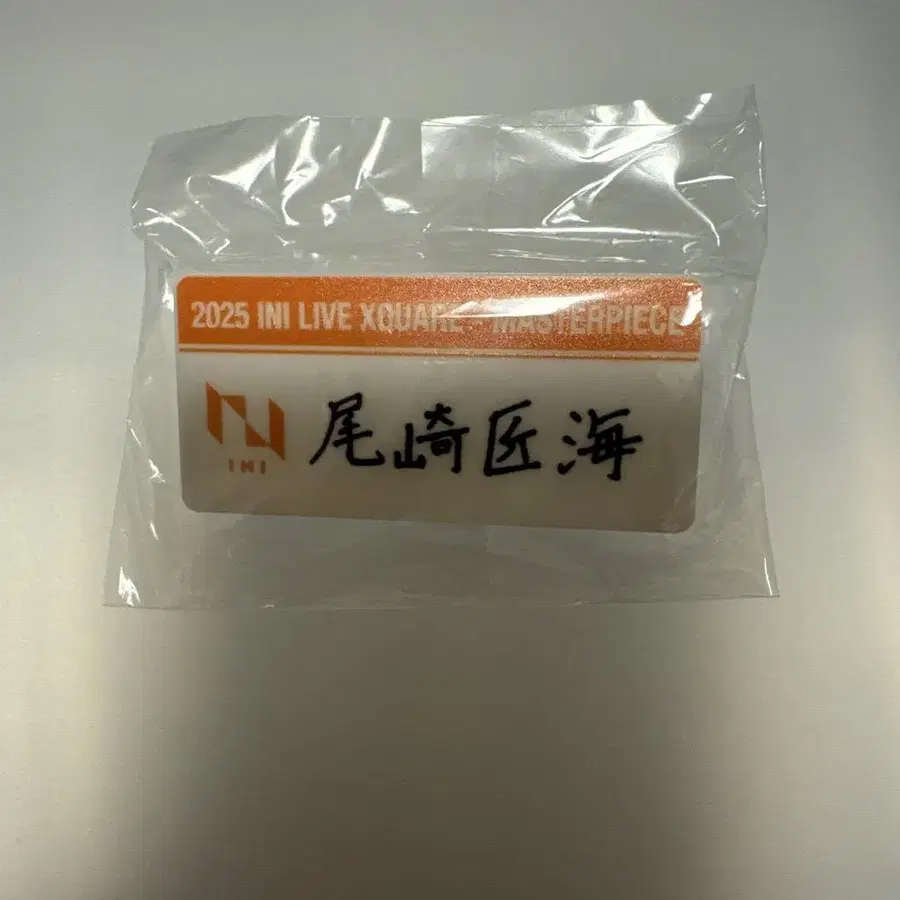 2025 INI LIVE XQUARE - MASTERPIECE
INI
尾崎匠海